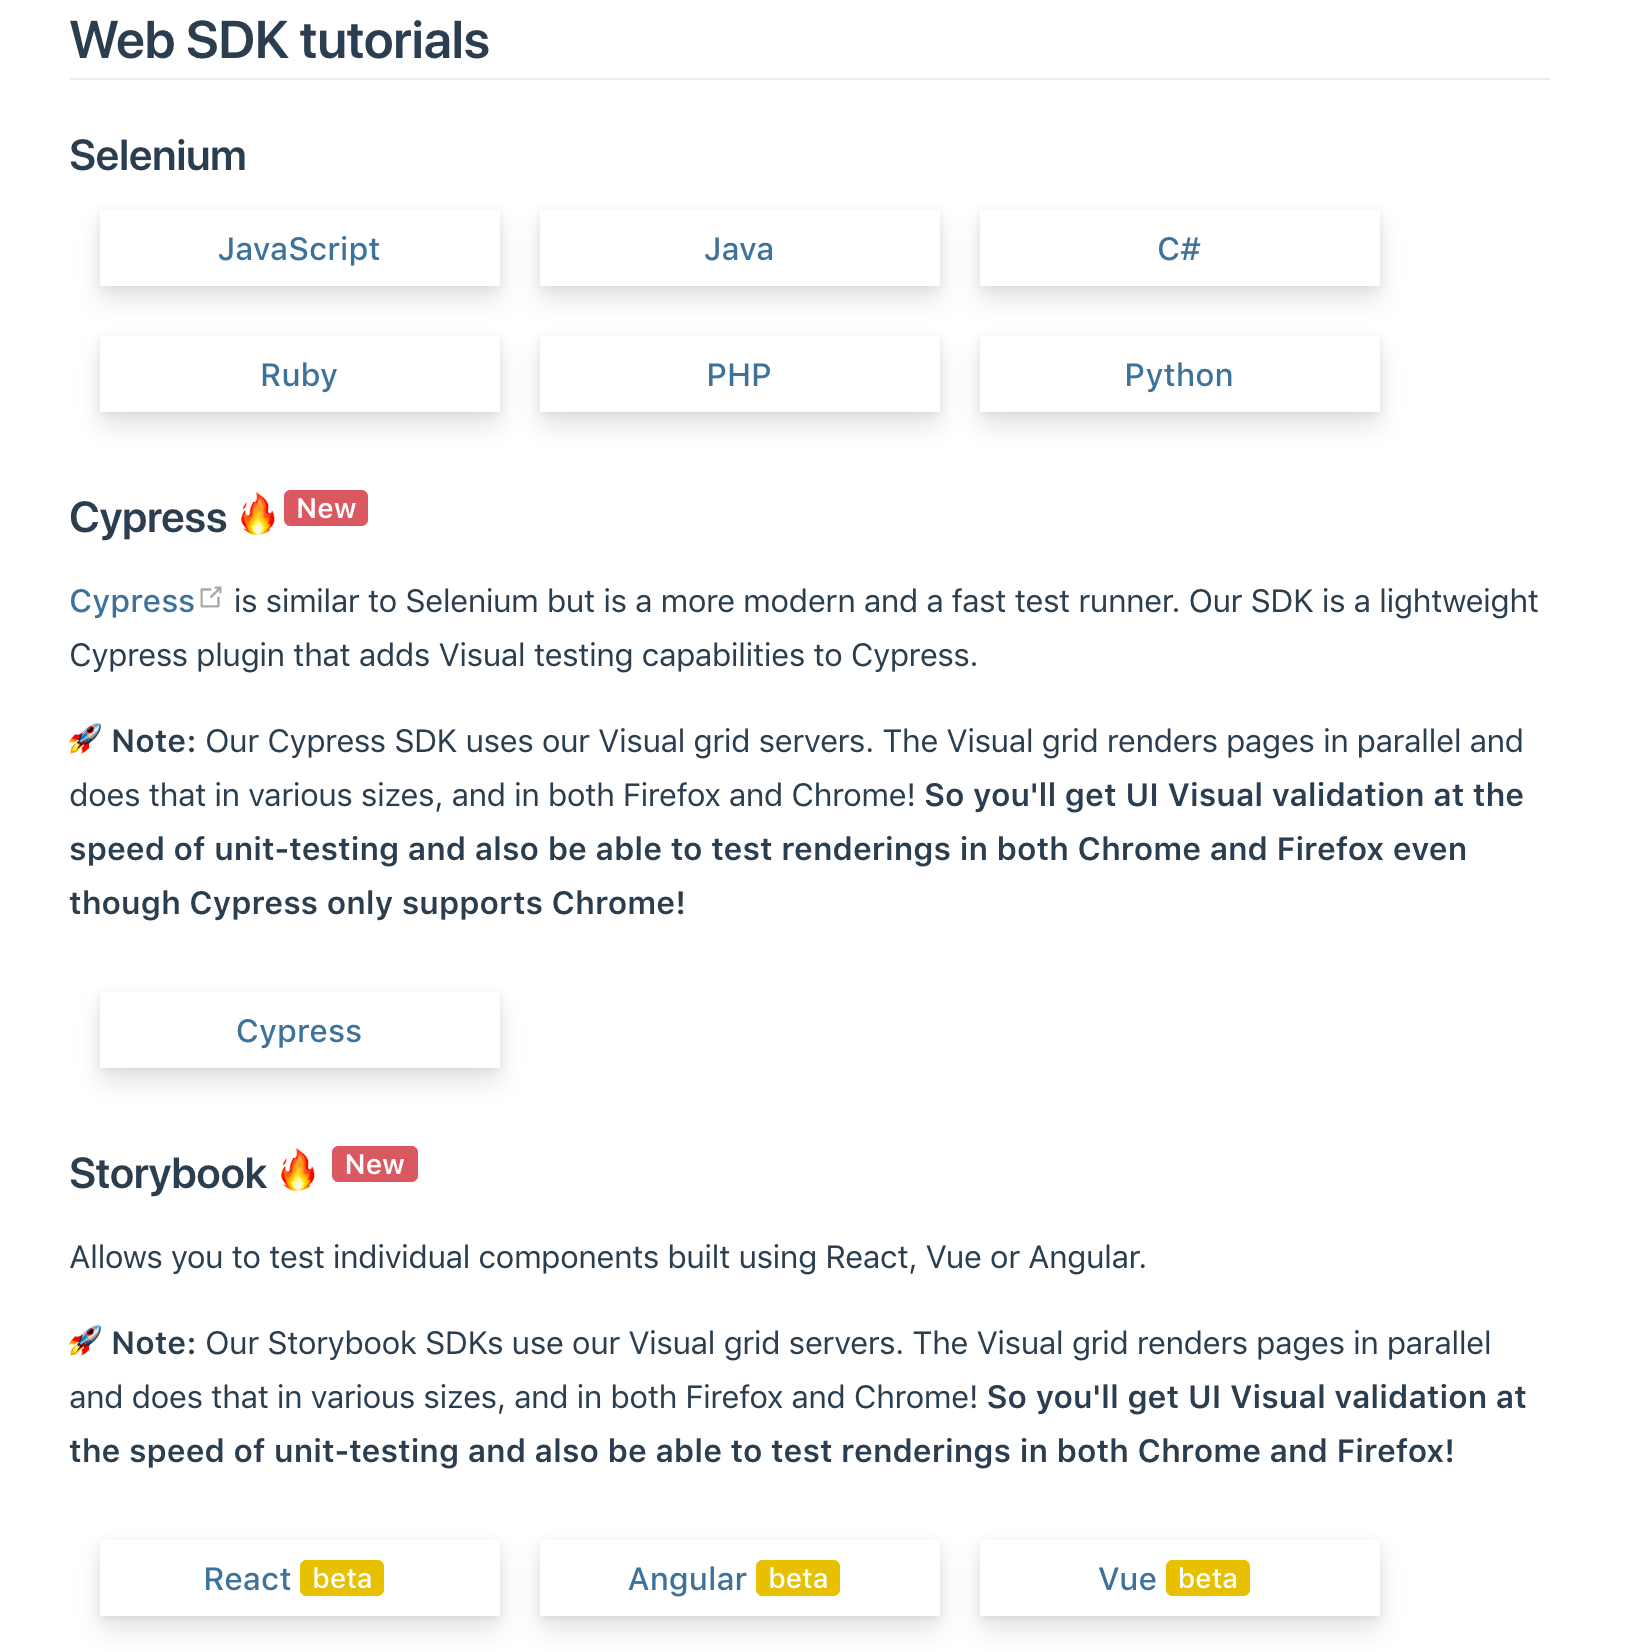 Web SDK tutorials
Selenium
JavaScript
Java
C#
Ruby
PHP
Python
Cypress 🔥 New
Cypress is similar to Selenium but is a more modern and a fast test runner. Our SDK is a lightweight
Cypress plugin that adds Visual testing capabilities to Cypress.
🚀 Note: Our Cypress SDK uses our Visual grid servers. The Visual grid renders pages in parallel and
does that in various sizes, and in both Firefox and Chrome! So you'll get UI Visual validation at the
speed of unit-testing and also be able to test renderings in both Chrome and Firefox even
though Cypress only supports Chrome!
Cypress
Storybook 🔥 New
Allows you to test individual components built using React, Vue or Angular.
🚀 Note: Our Storybook SDKs use our Visual grid servers. The Visual grid renders pages in parallel
and does that in various sizes, and in both Firefox and Chrome! So you'll get UI Visual validation at
the speed of unit-testing and also be able to test renderings in both Chrome and Firefox!
React beta
Angular beta
Vue beta